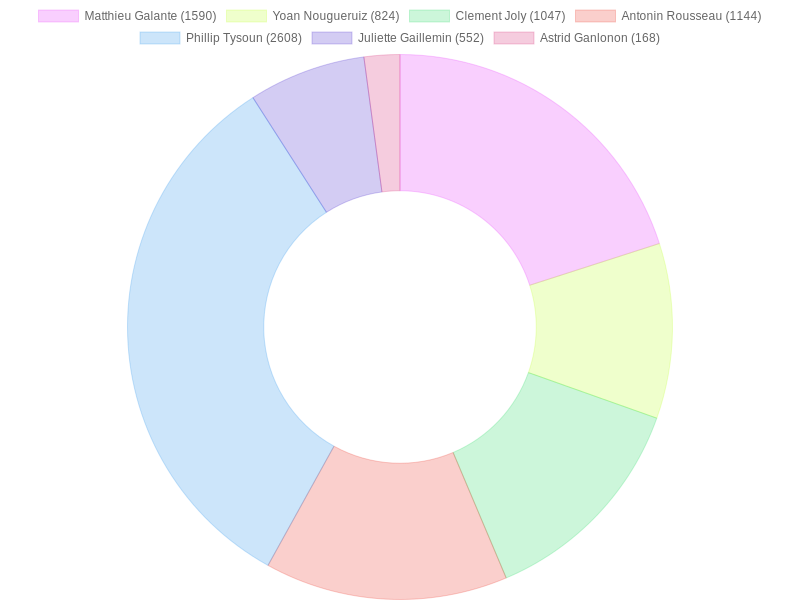 Matthieu Galante (1590) Yoan Nougueruiz (824) Clement Joly (1047) Antonin Rousseau (1144)
Phillip Tysoun (2608) Juliette Gaillemin (552) Astrid Ganlonon (168)